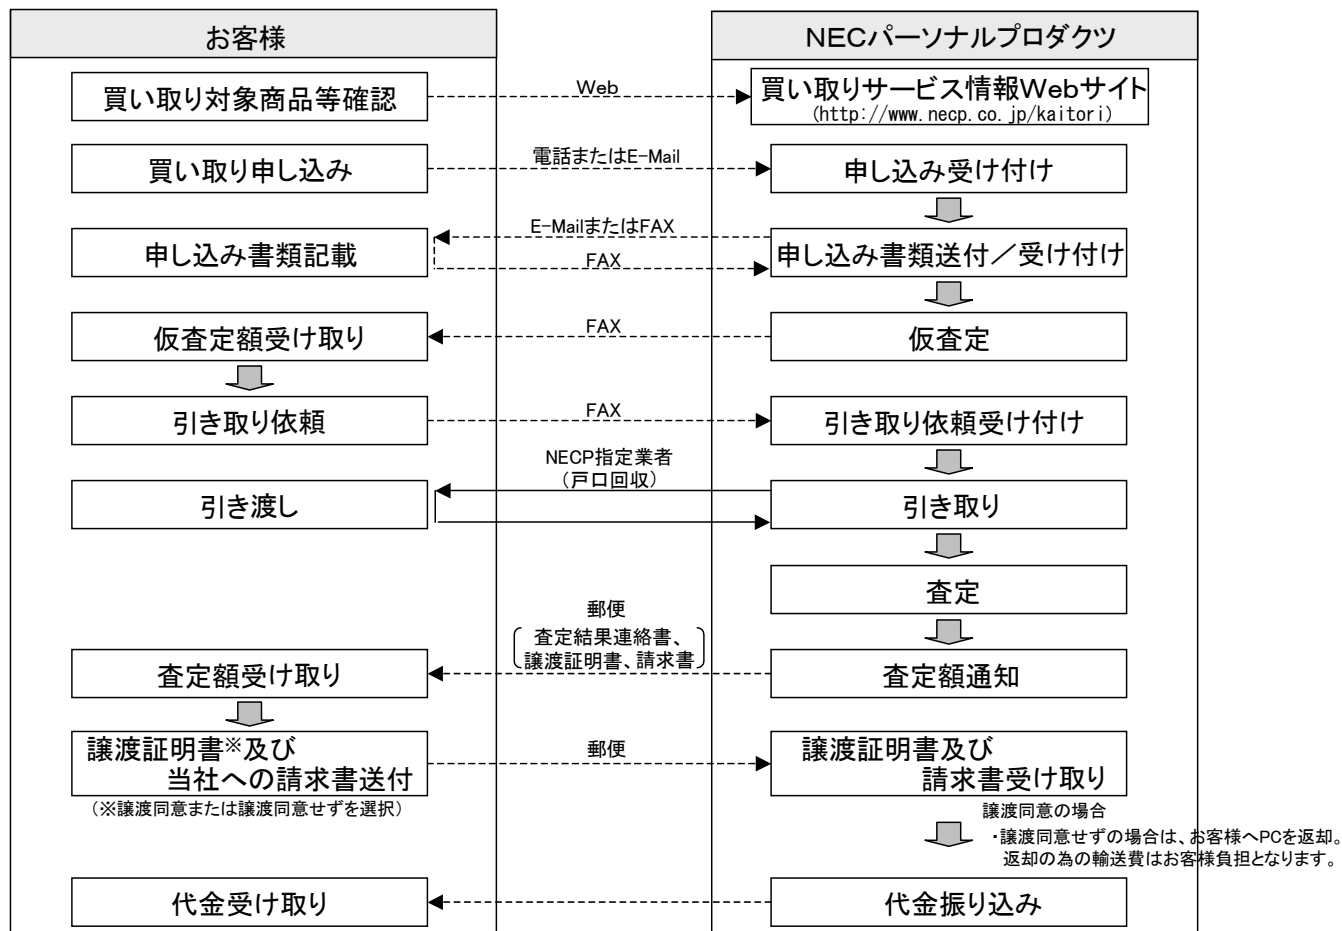 お客様
NECパーソナルプロダクツ
買い取り対象商品等確認
Web
買い取りサービス情報Webサイト
(http://www.necp.co.jp/kaitori)
買い取り申し込み
電話またはE-Mail
申し込み受け付け
E-MailまたはFAX
申し込み書類記載
FAX
申し込み書類送付／受け付け
仮査定額受け取り
FAX
仮査定
引き取り依頼
FAX
引き取り依頼受け付け
NECP指定業者
（戸口回収）
引き渡し
引き取り
査定
郵便
査定結果連絡書、
譲渡証明書、請求書
査定額受け取り
査定額通知
譲渡証明書※及び
当社への請求書送付
郵便
譲渡証明書及び
請求書受け取り
（※譲渡同意または譲渡同意せずを選択）
譲渡同意の場合
・譲渡同意せずの場合は、お客様へPCを返却。
返却の為の輸送費はお客様負担となります。
代金受け取り
代金振り込み